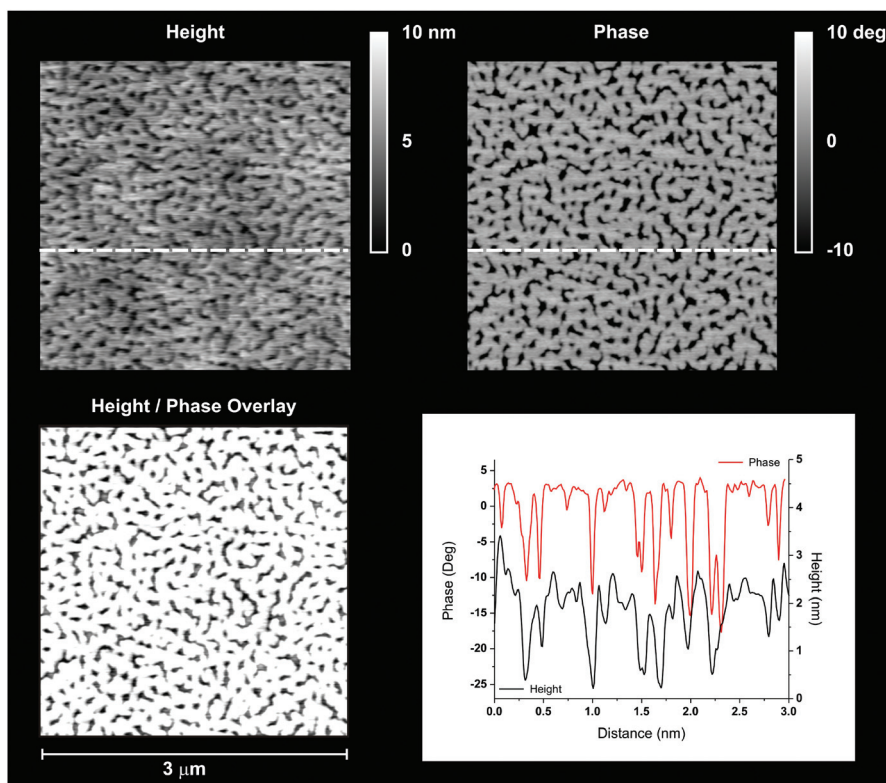 Height
10 nm
5
0
Phase
10 deg
0
-10
Height / Phase Overlay
3 μm
Phase
Height
5
0
-5
-10
-15
-20
-25
Phase (Deg)
5
4
3
2
1
0
Height (nm)
0.0 0.5 1.0 1.5 2.0 2.5 3.0
Distance (nm)